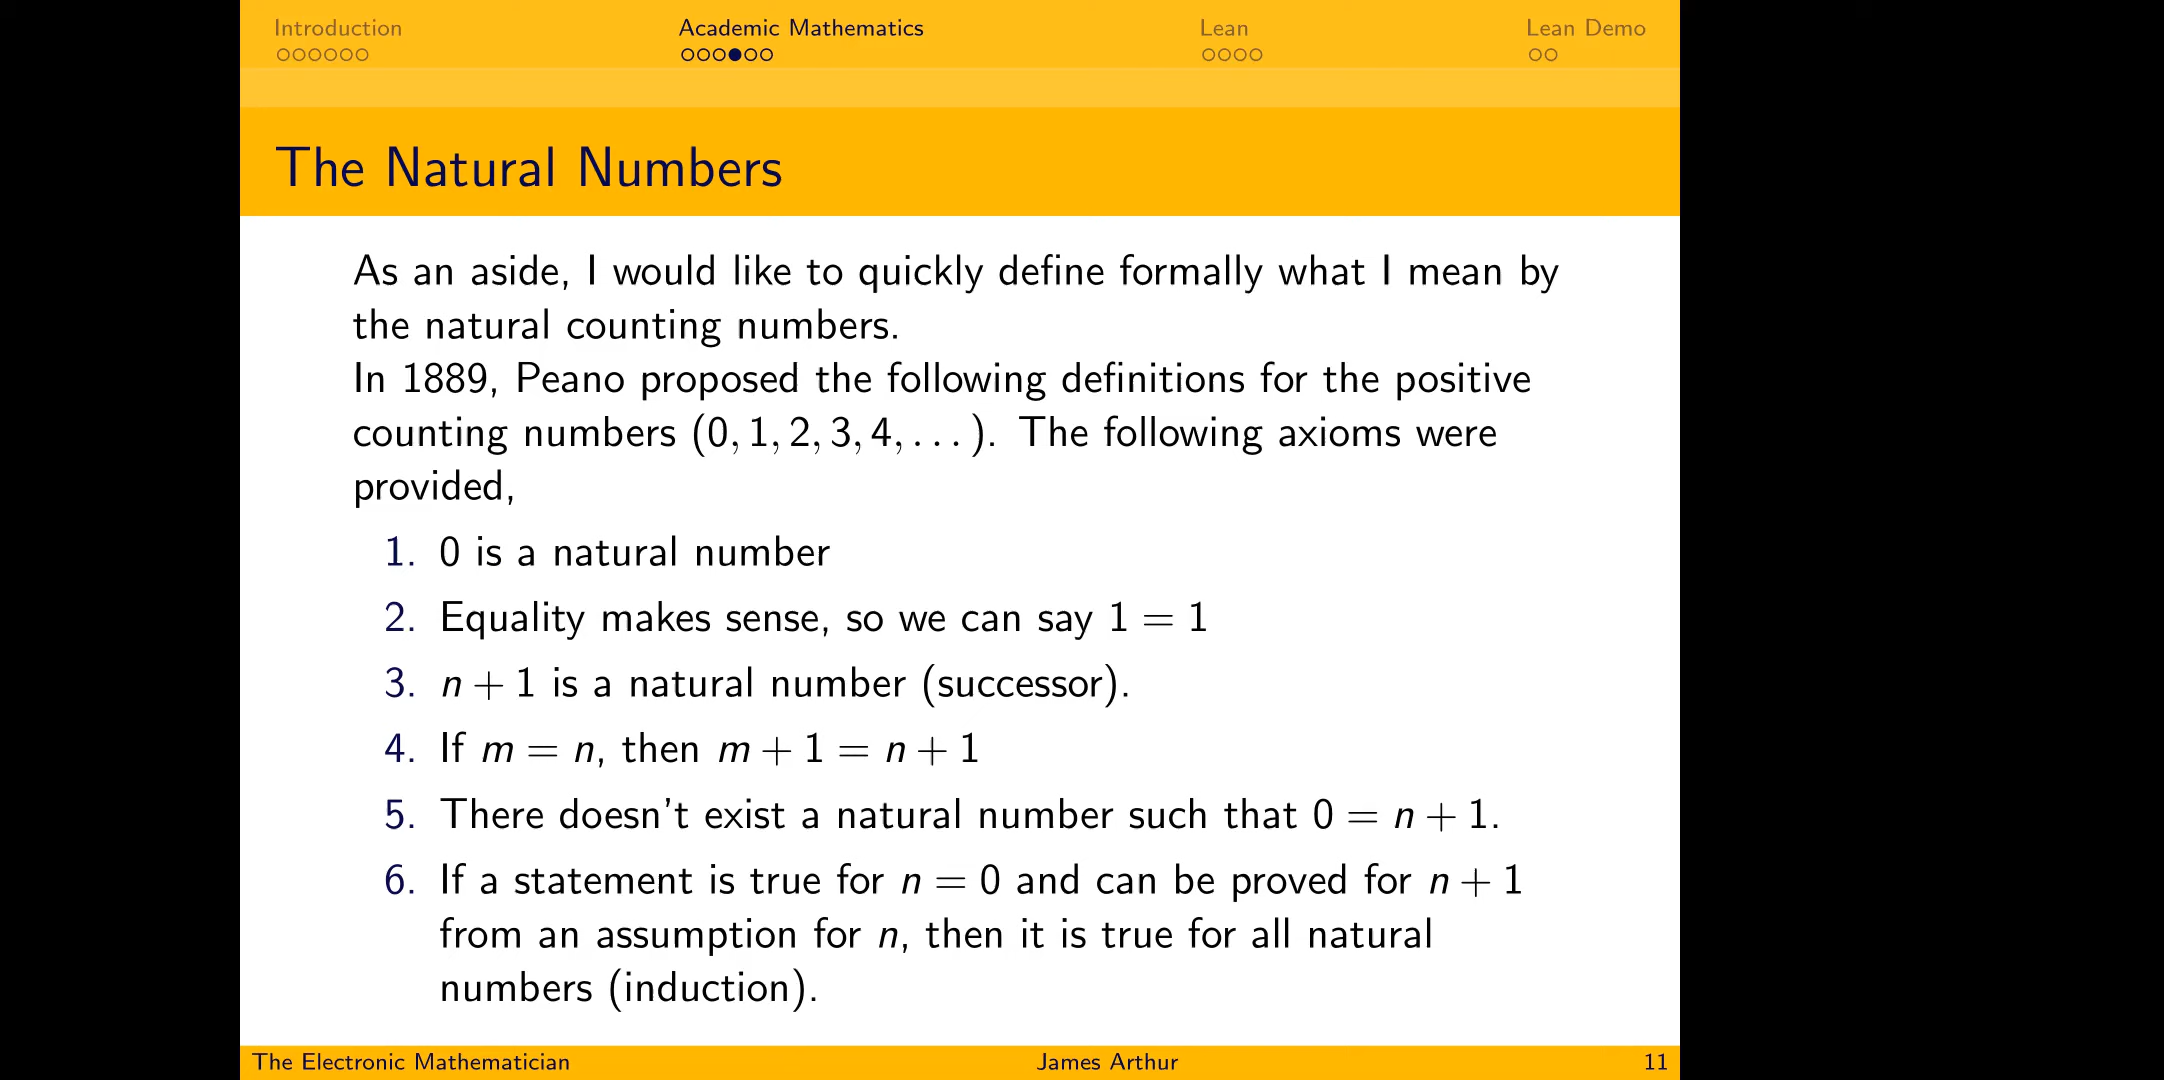 Introduction
Academic Mathematics
Lean
Lean Demo
The Natural Numbers
As an aside, I would like to quickly define formally what I mean by
the natural counting numbers.
In 1889, Peano proposed the following definitions for the positive
counting numbers (0, 1, 2, 3, 4, . . . ). The following axioms were
provided,
1. 0 is a natural number
2. Equality makes sense, so we can say 1 = 1
3. n + 1 is a natural number (successor).
4. If m = n, then m + 1 = n + 1
5. There doesn't exist a natural number such that 0 = n + 1.
6. If a statement is true for n = 0 and can be proved for n + 1
from an assumption for n, then it is true for all natural
numbers (induction).
The Electronic Mathematician
James Arthur
11